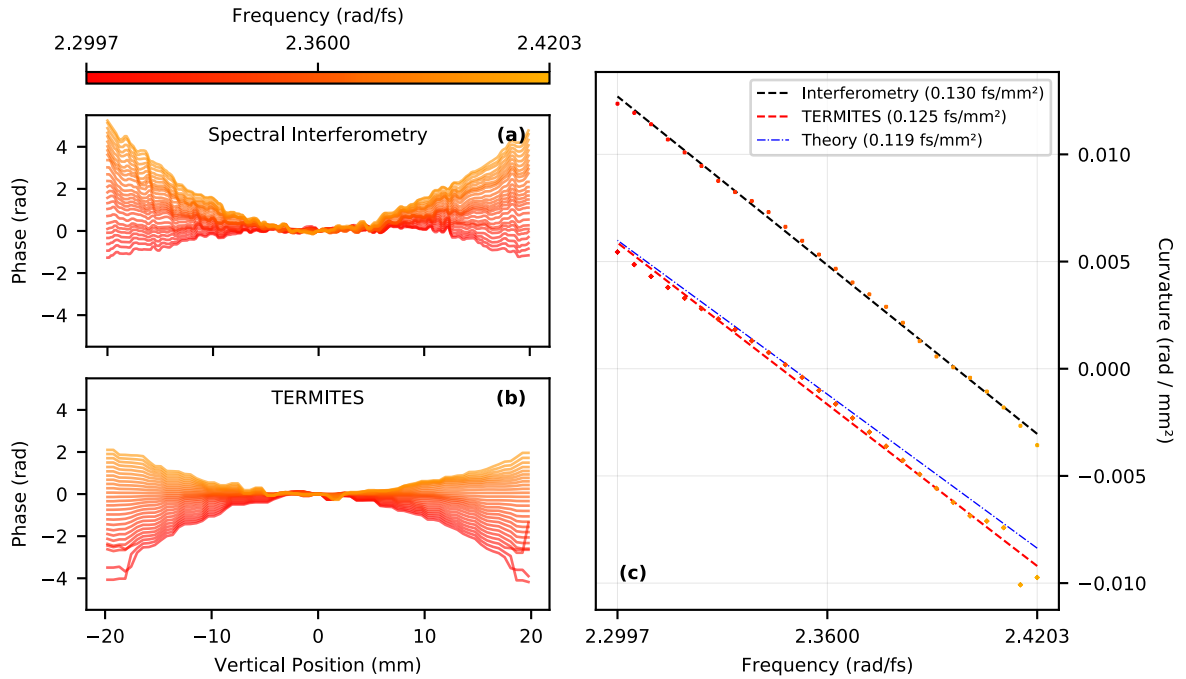 Frequency (rad/fs)
2.2997 2.3600 2.4203
Spectral Interferometry (a)
4
2
0
−2
−4
Phase (rad)
TERMITES (b)
4
2
0
−2
−4
Phase (rad)
−20 −10 0 10 20
Vertical Position (mm)
Interferometry (0.130 fs/mm²)
TERMITES (0.125 fs/mm²)
Theory (0.119 fs/mm²)
0.010
0.005
0.000
−0.005
−0.010
Curvature (rad / mm²)
(c)
2.2997 2.3600 2.4203
Frequency (rad/fs)